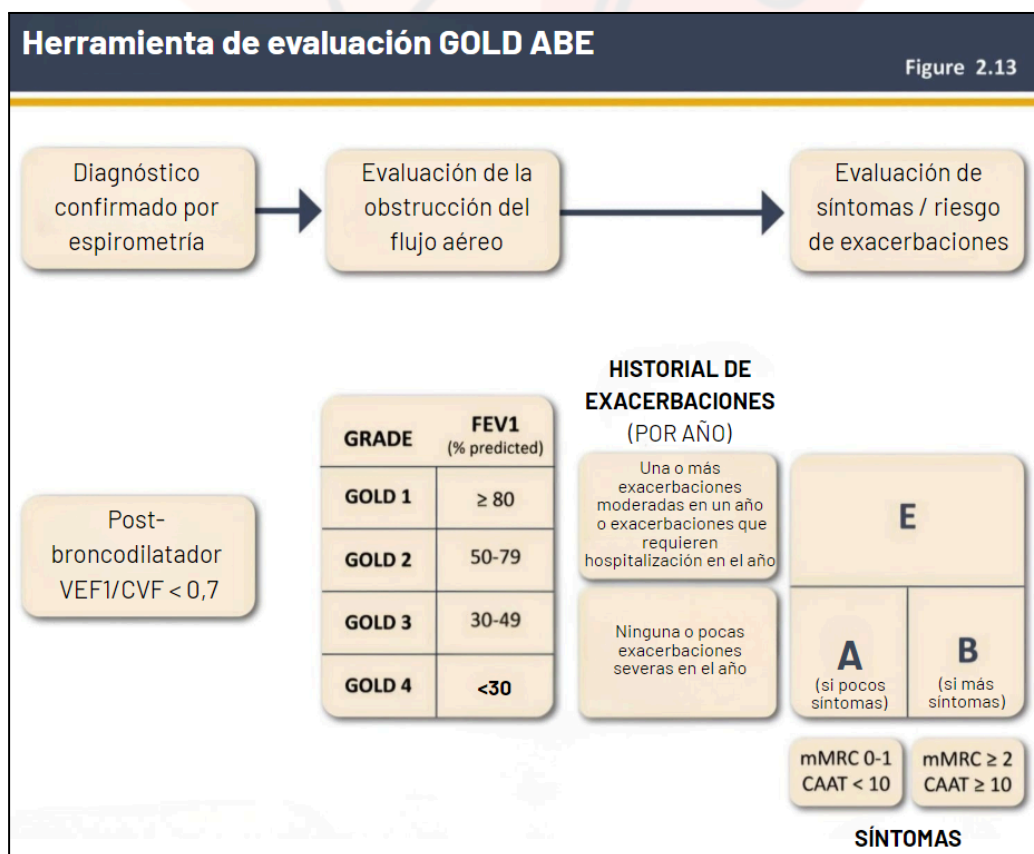 Herramienta de evaluación GOLD ABE
Figure 2.13
Diagnóstico
confirmado por
espirometría
Evaluación de la
obstrucción del
flujo aéreo
Evaluación de
síntomas / riesgo
de exacerbaciones
Post-
broncodilatador
VEF1/CVF < 0,7
GRADE
FEV1
(% predicted)
GOLD 1
≥ 80
GOLD 2
50-79
GOLD 3
30-49
GOLD 4
<30
HISTORIAL DE
EXACERBACIONES
(POR AÑO)
Una o más
exacerbaciones
moderadas en un año
o exacerbaciones que
requieren
hospitalización en el año
Ninguna o pocas
exacerbaciones
severas en el año
E
A
(si pocos
síntomas)
B
(si más
síntomas)
mMRC 0-1
CAAT < 10
mMRC ≥ 2
CAAT ≥ 10
SÍNTOMAS